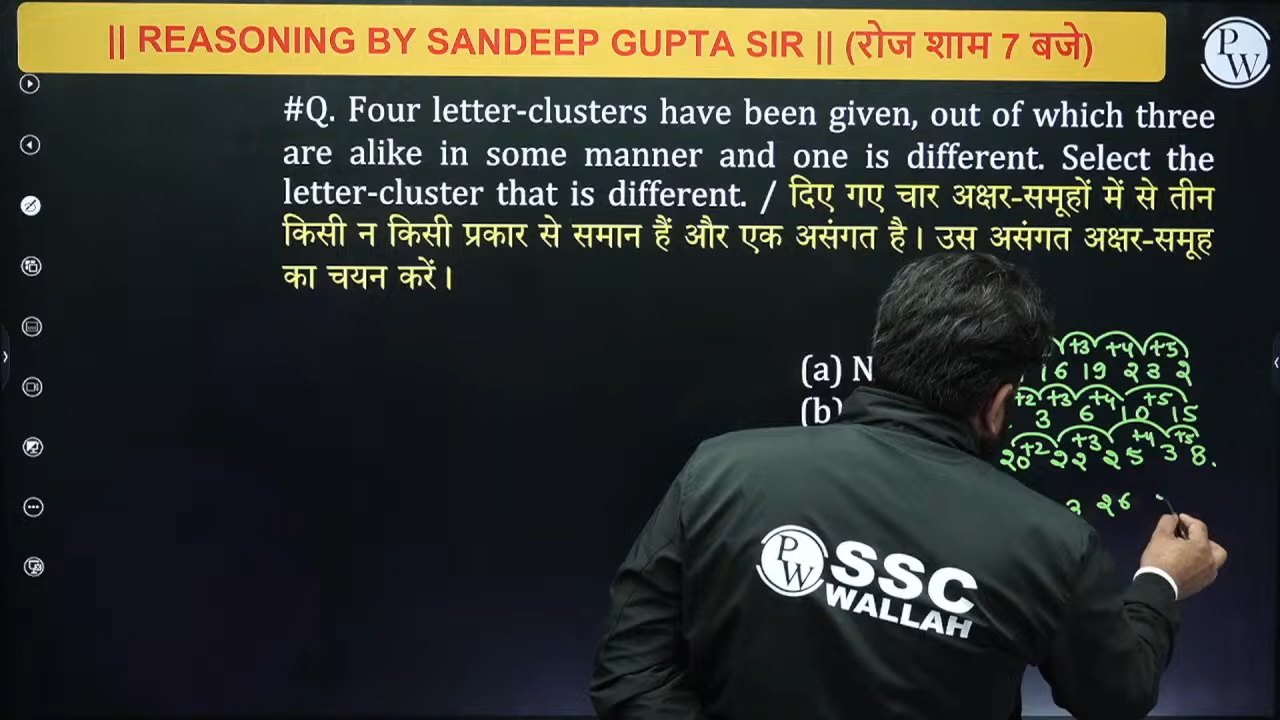 || REASONING BY SANDEEP GUPTA SIR || (रोज शाम 7 बजे)
PW
#Q. Four letter-clusters have been given, out of which three
are alike in some manner and one is different. Select the
letter-cluster that is different. / दिए गए चार अक्षर-समूहों में से तीन
किसी न किसी प्रकार से समान हैं और एक असंगत है। उस असंगत अक्षर-समूह
का चयन करें।
+3 +4 +5
(a) N
16 19 23 2
+2 +3 +4 +5
(b)
3 6 10 15
+2 +3 +4 +5
20 22 25 3 8.
26
PW SSC
WALLAH